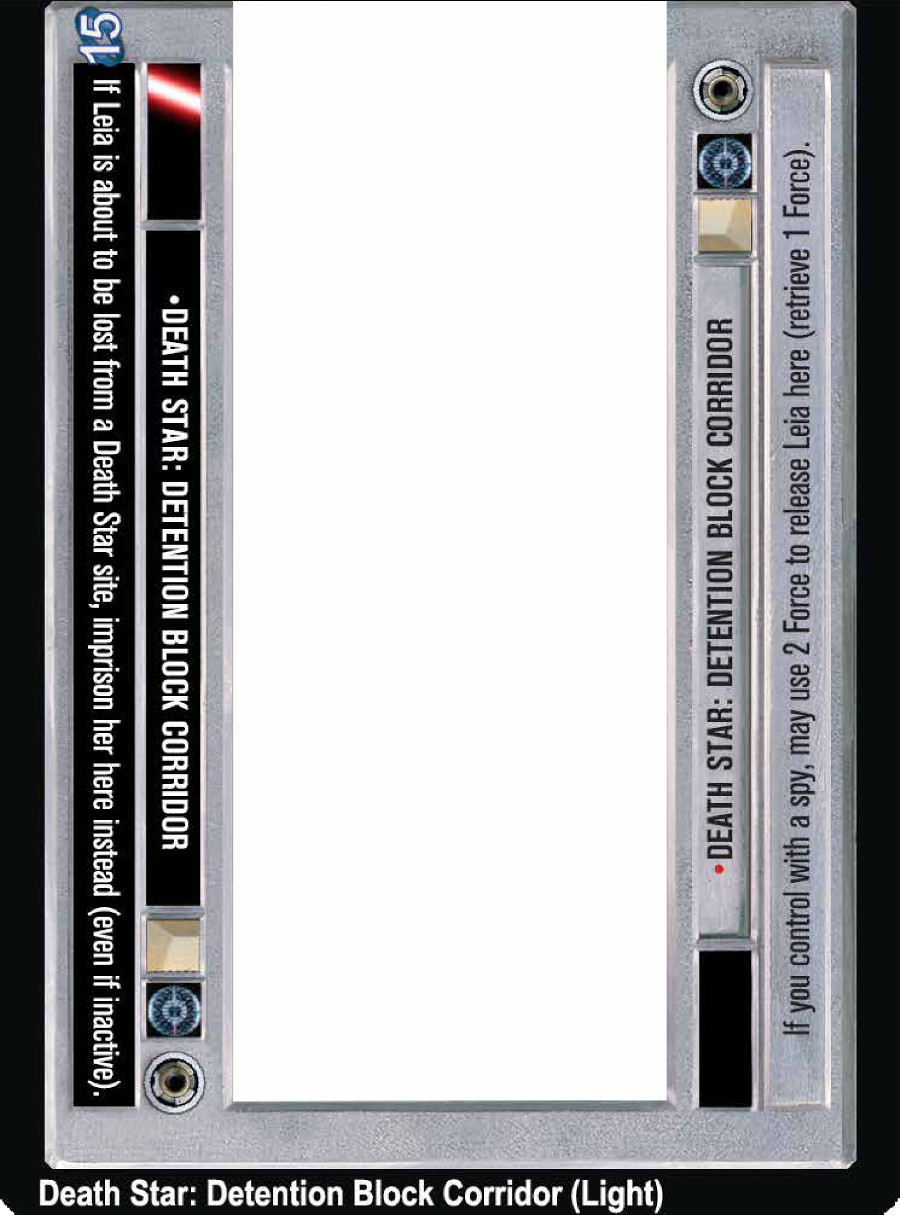 15
If Leia is about to be lost from a Death Star site, imprison her here instead (even if inactive).
•DEATH STAR: DETENTION BLOCK CORRIDOR
•DEATH STAR: DETENTION BLOCK CORRIDOR
If you control with a spy, may use 2 Force to release Leia here (retrieve 1 Force).
Death Star: Detention Block Corridor (Light)